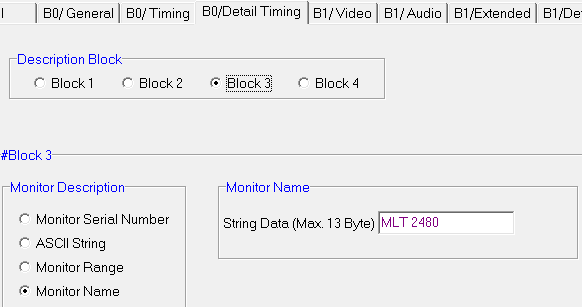 B0/ General B0/ Timing B0/Detail Timing B1/ Video B1/ Audio B1/Extended B1/De
Description Block
Block 1 Block 2 Block 3 Block 4
#Block 3
Monitor Description
Monitor Name
Monitor Serial Number
String Data (Max. 13 Byte) MLT 2480
ASCII String
Monitor Range
Monitor Name